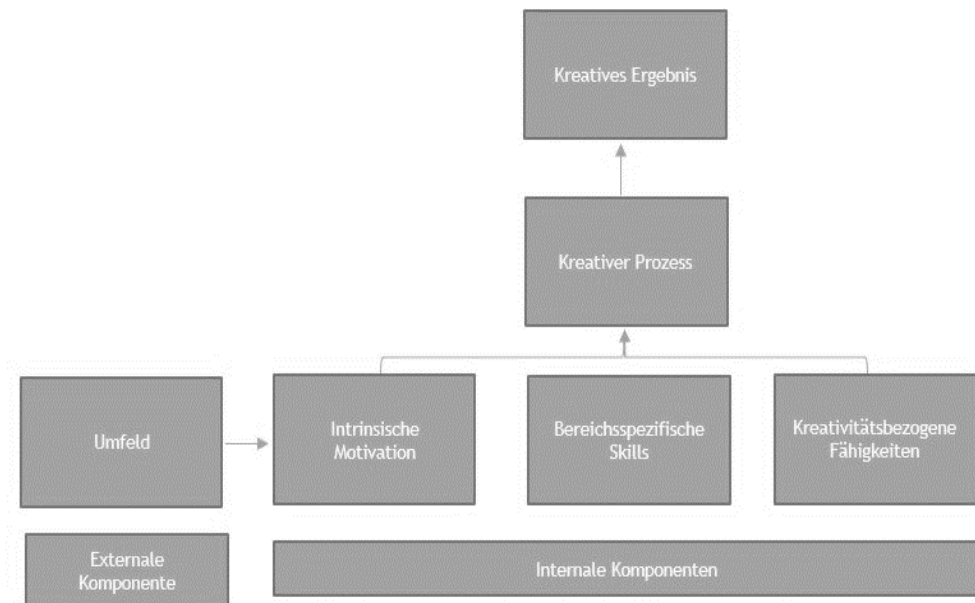 Kreatives Ergebnis
Kreativer Prozess
Umfeld
Intrinsische
Motivation
Bereichsspezifische
Skills
Kreativitätsbezogene
Fähigkeiten
Externale
Komponente
Internale Komponenten